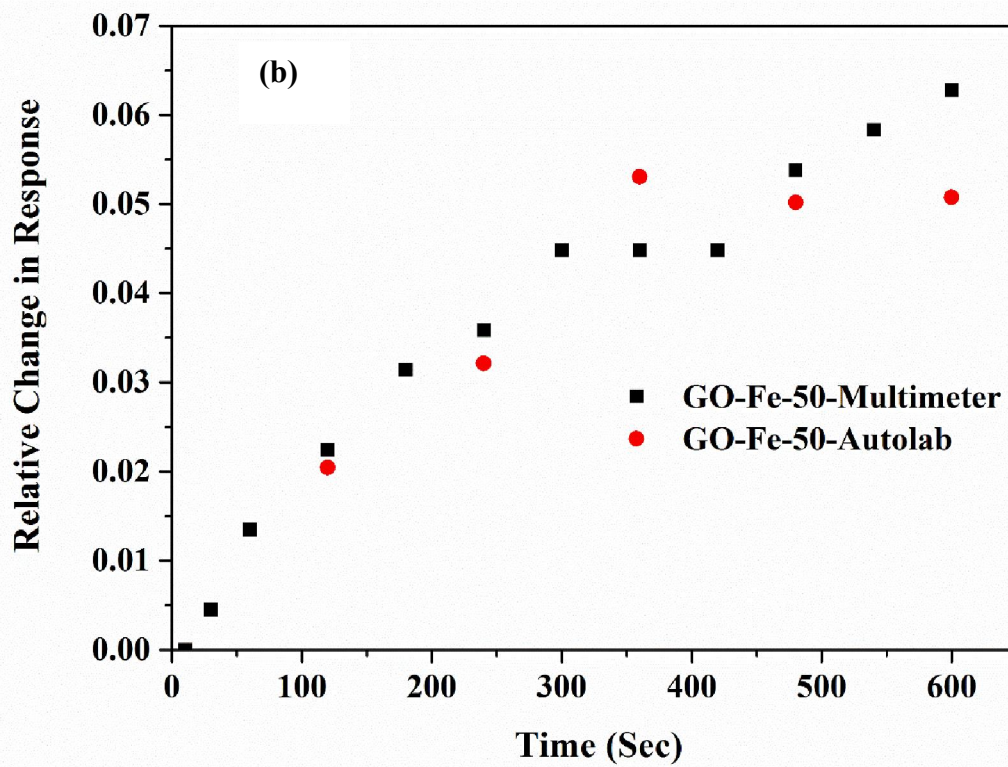 (b)
Relative Change in Response
0.07
0.06
0.05
0.04
0.03
0.02
0.01
0.00
GO-Fe-50-Multimeter
GO-Fe-50-Autolab
0 100 200 300 400 500 600
Time (Sec)